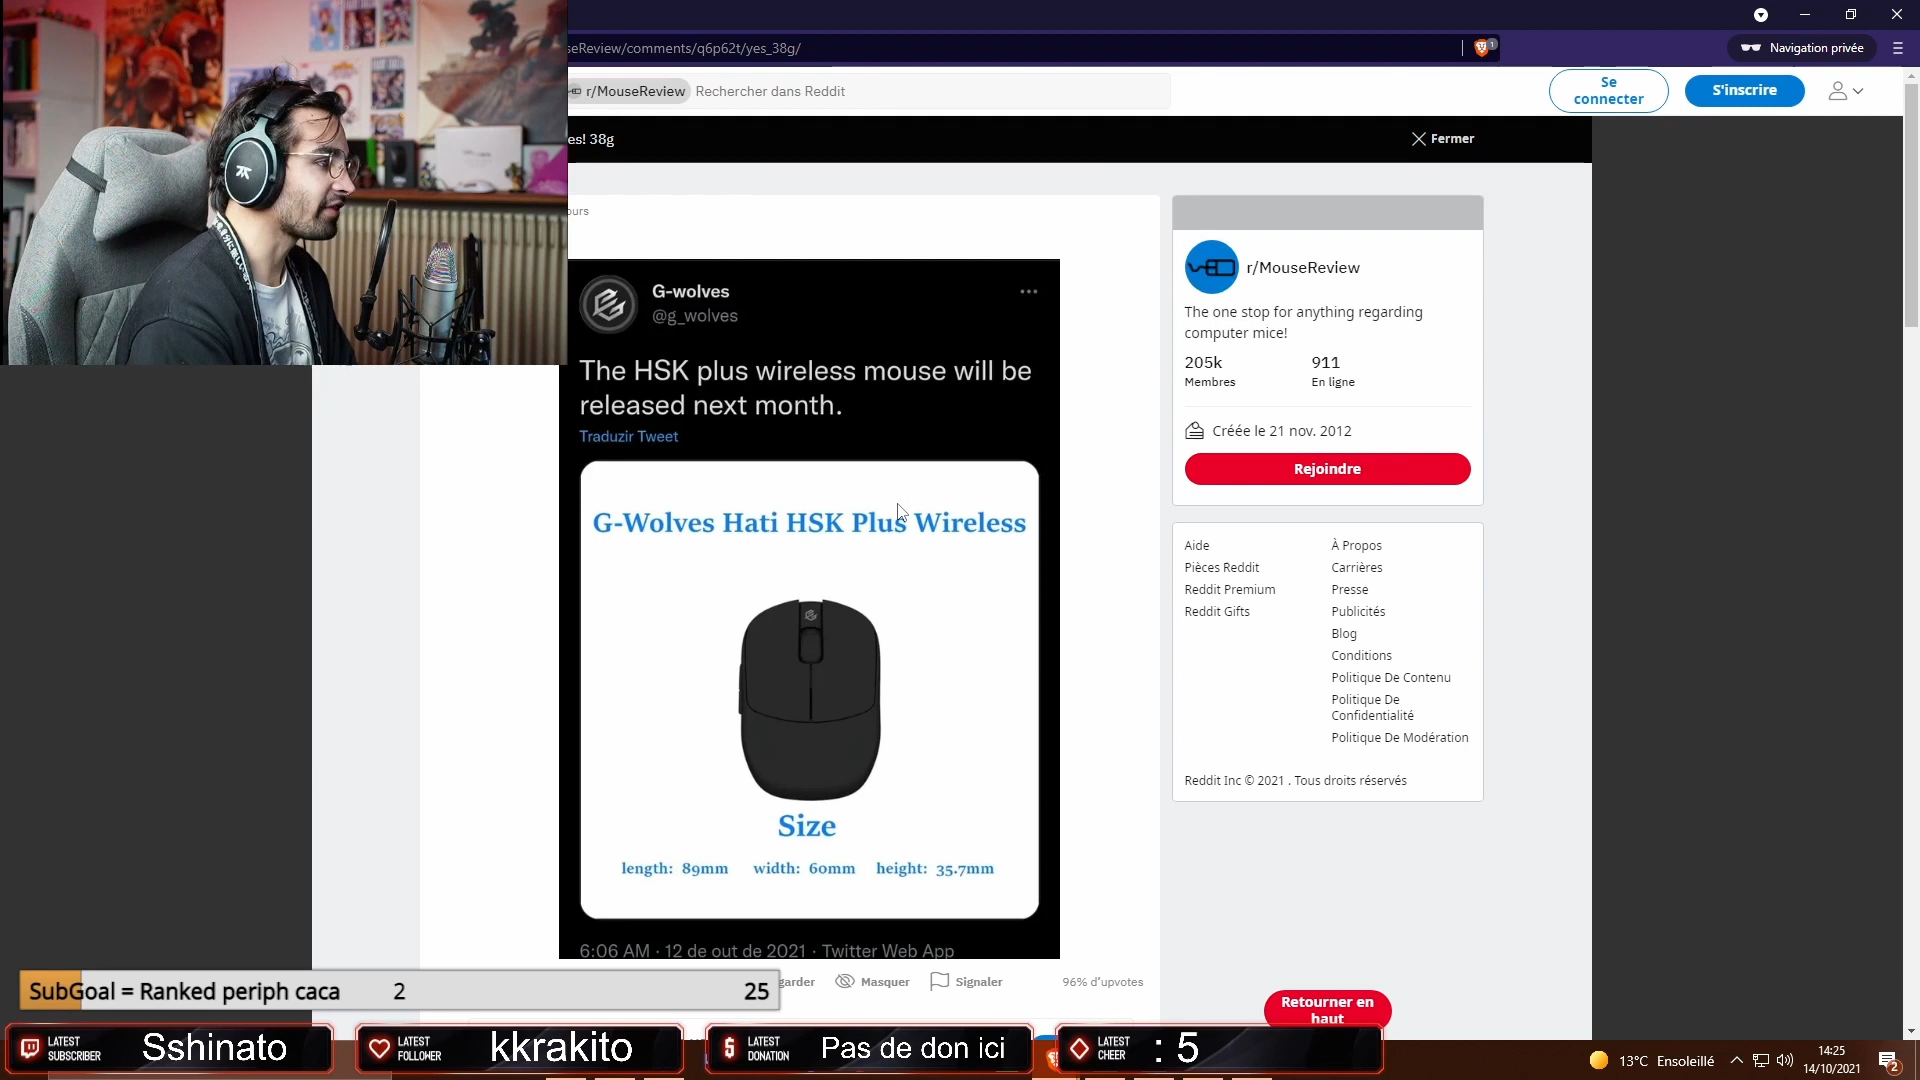 seReview/comments/q6p62t/yes_38g/
1
Navigation privée
r/MouseReview
Rechercher dans Reddit
Se connecter
S'inscrire
es! 38g
Fermer
ours
G-wolves
@g_wolves
The HSK plus wireless mouse will be
released next month.
Traduzir Tweet
G-Wolves Hati HSK Plus Wireless
Size
length: 89mm width: 60mm height: 35.7mm
6:06 AM · 12 de out de 2021 · Twitter Web App
garder
Masquer
Signaler
96% d'upvotes
r/MouseReview
The one stop for anything regarding
computer mice!
205k
Membres
911
En ligne
Créée le 21 nov. 2012
Rejoindre
Aide
Pièces Reddit
Reddit Premium
Reddit Gifts
À Propos
Carrières
Presse
Publicités
Blog
Conditions
Politique De Contenu
Politique De
Confidentialité
Politique De Modération
Reddit Inc © 2021 . Tous droits réservés
Retourner en
haut
SubGoal = Ranked periph caca 2 25
LATEST
SUBSCRIBER
Sshinato
LATEST
FOLLOWER
kkrakito
LATEST
DONATION
Pas de don ici
LATEST
CHEER
: 5
13°C Ensoleillé
14:25
14/10/2021
2